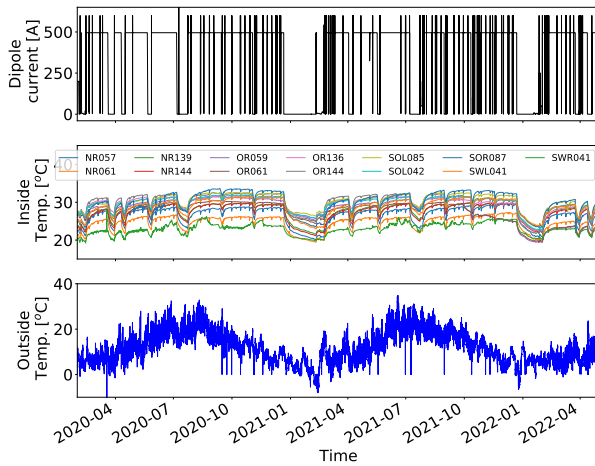 500
0
Dipole
current [A]
40
30
20
Inside
Temp. [°C]
NR057 NR139 OR059 OR136 SOL085 SOR087 SWR041
NR061 NR144 OR061 OR144 SOL042 SWL041
40
20
0
Outside
Temp. [°C]
2020-04 2020-07 2020-10 2021-01 2021-04 2021-07 2021-10 2022-01 2022-04
Time